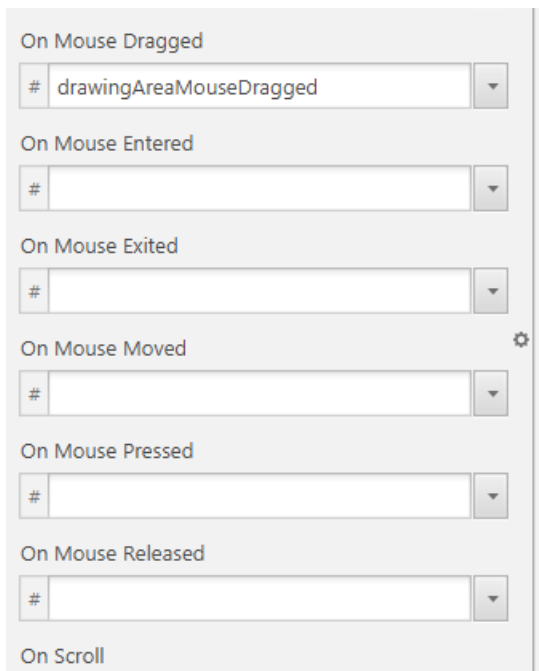 On Mouse Dragged
# drawingAreaMouseDragged
On Mouse Entered
#
On Mouse Exited
#
On Mouse Moved
#
On Mouse Pressed
#
On Mouse Released
#
On Scroll